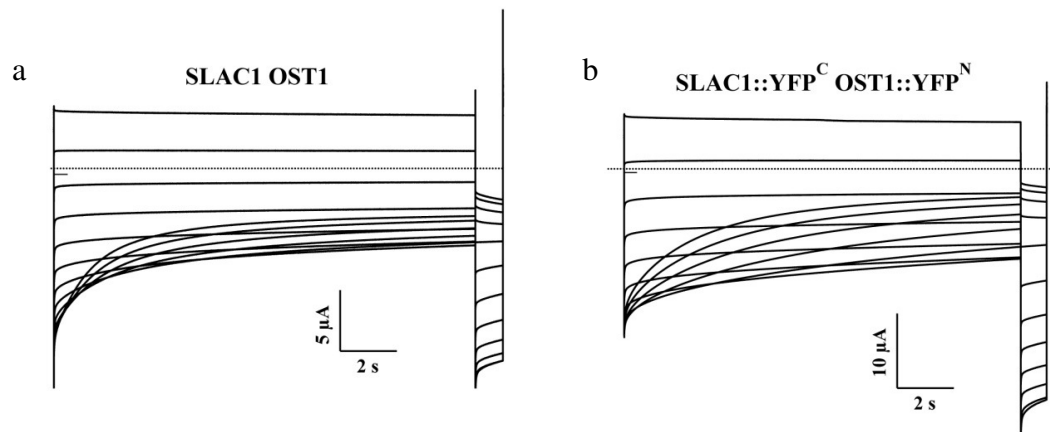 a
SLAC1 OST1
5 µA
2 s
b
SLAC1::YFP^C OST1::YFP^N
10 µA
2 s